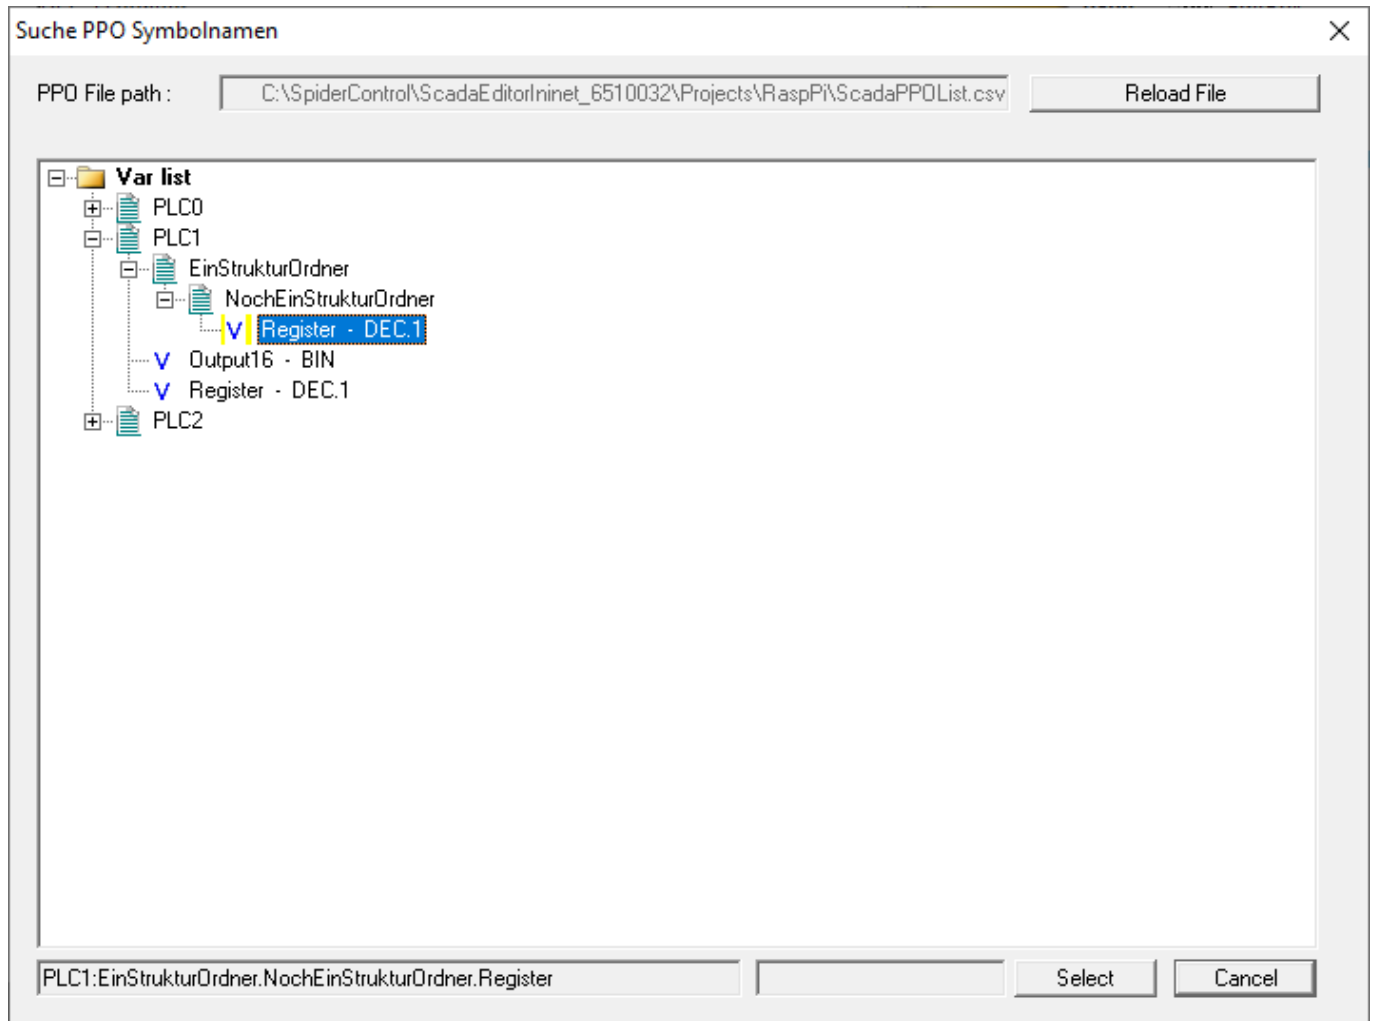 Suche PPO Symbolnamen
PPO File path : C:\SpiderControl\ScadaEditorIninet_6510032\Projects\RaspPi\ScadaPPOList.csv Reload File
Var list
PLC0
PLC1
EinStrukturOrdner
NochEinStrukturOrdner
V Register - DEC.1
V Output16 - BIN
V Register - DEC.1
PLC2
PLC1:EinStrukturOrdner.NochEinStrukturOrdner.Register Select Cancel